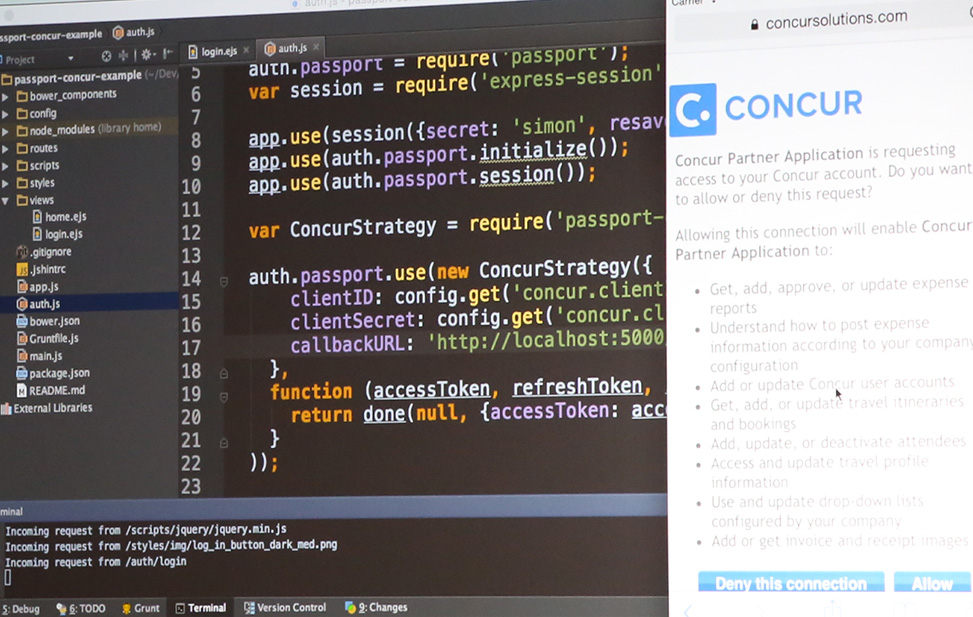 auth.js
passport-concur-example
auth.js
Project
login.ejs
auth.js
passport-concur-example (~/Dev/
bower_components
config
node_modules (library home)
routes
scripts
styles
views
home.ejs
login.ejs
.gitignore
.jshintrc
app.js
auth.js
bower.json
Gruntfile.js
main.js
package.json
README.md
External Libraries
5 auth.passport = require('passport');
6 var session = require('express-session'
7
8 app.use(session({secret: 'simon', resav
9 app.use(auth.passport.initialize());
10 app.use(auth.passport.session());
11
12 var ConcurStrategy = require('passport-
13
14 auth.passport.use(new ConcurStrategy({
15 clientID: config.get('concur.client
16 clientSecret: config.get('concur.cl
17 callbackURL: 'http://localhost:5000/
18 },
19 function (accessToken, refreshToken,
20 return done(null, {accessToken: acc
21 }
22 ));
23
minal
Incoming request from /scripts/jquery/jquery.min.js
Incoming request from /styles/img/log_in_button_dark_med.png
Incoming request from /auth/login
5: Debug 6: TODO Grunt Terminal Version Control 9: Changes
Carrier
concursolutions.com
C. CONCUR
Concur Partner Application is requesting
access to your Concur account. Do you want
to allow or deny this request?
Allowing this connection will enable Concur
Partner Application to:
• Get, add, approve, or update expense
reports
• Understand how to post expense
information according to your company
configuration
• Add or update Concur user accounts
• Get, add, or update travel itineraries
and bookings
• Add, update, or deactivate attendees
• Access and update travel profile
information
• Use and update drop-down lists
configured by your company
• Add or get invoice and receipt images
Deny this connection Allow